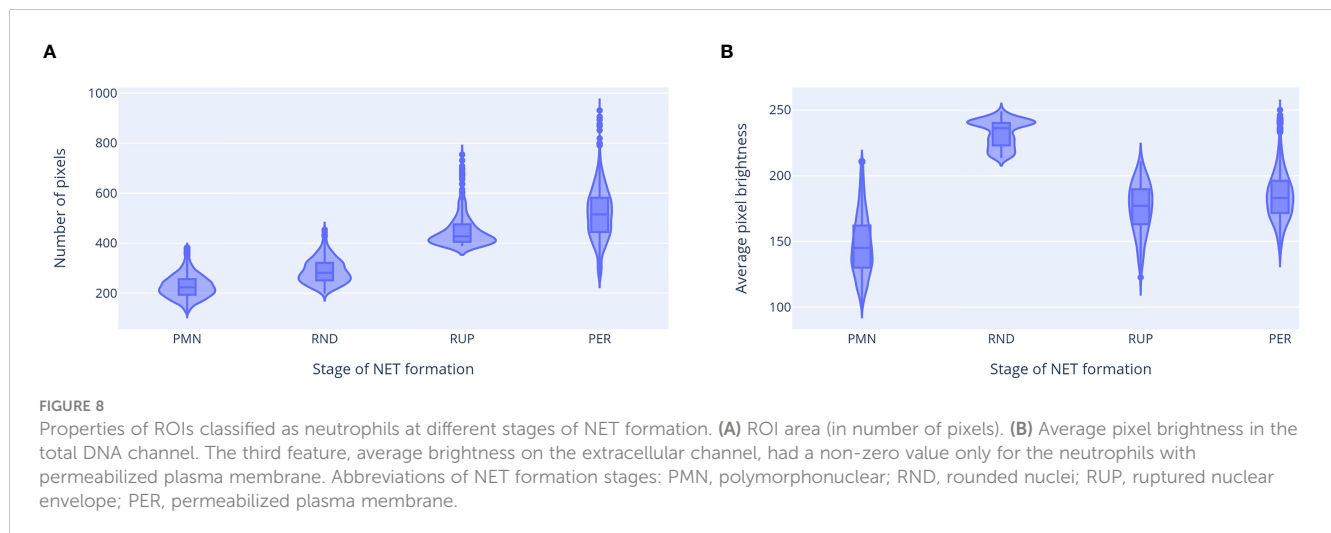 A
B
1000
800
600
400
200
Number of pixels
PMN
RND
RUP
PER
Stage of NET formation
250
200
150
100
Average pixel brightness
PMN
RND
RUP
PER
Stage of NET formation
FIGURE 8
Properties of ROIs classified as neutrophils at different stages of NET formation. (A) ROI area (in number of pixels). (B) Average pixel brightness in the
total DNA channel. The third feature, average brightness on the extracellular channel, had a non-zero value only for the neutrophils with
permeabilized plasma membrane. Abbreviations of NET formation stages: PMN, polymorphonuclear; RND, rounded nuclei; RUP, ruptured nuclear
envelope; PER, permeabilized plasma membrane.